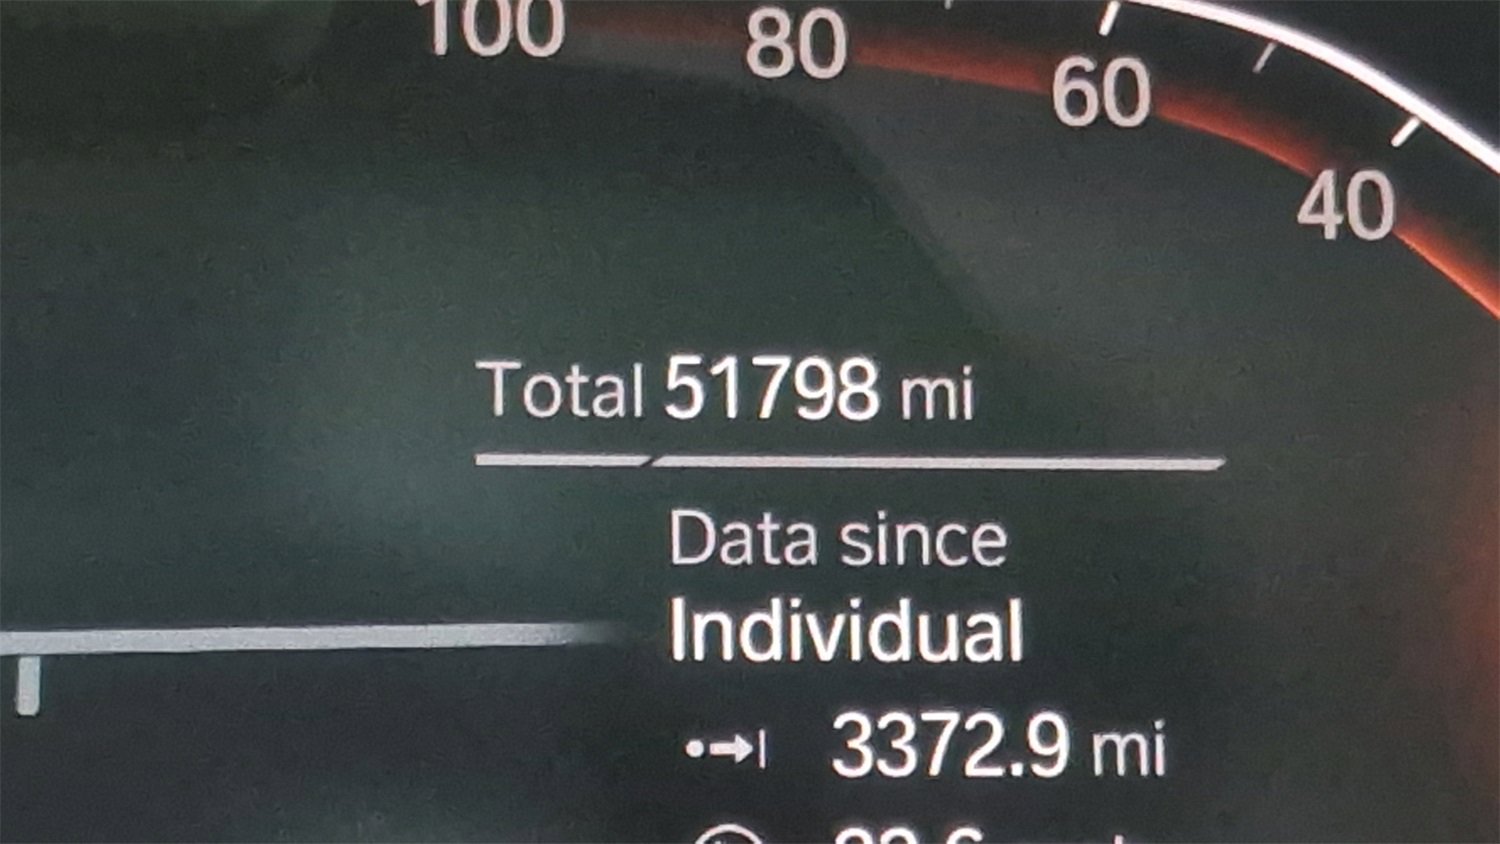 100
80
60
40
Total 51798 mi
Data since
Individual
3372.9 mi